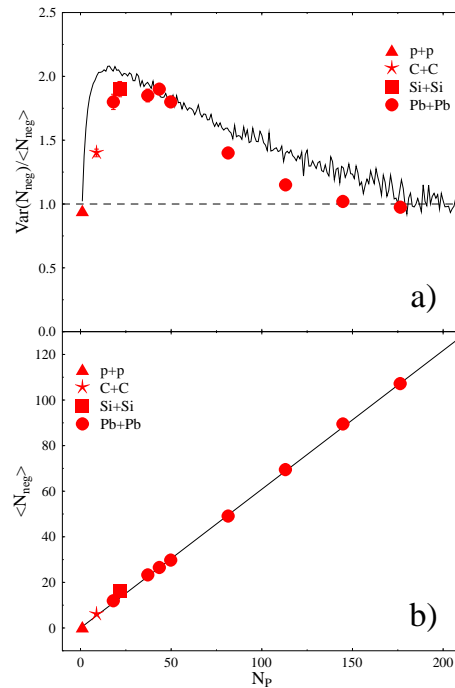 2.5
2.0
1.5
1.0
0.5
0.0
Var(N_neg)/<N_neg>
p+p
C+C
Si+Si
Pb+Pb
a)
120
100
80
60
40
20
0
<N_neg>
p+p
C+C
Si+Si
Pb+Pb
b)
0 50 100 150 200
N_P